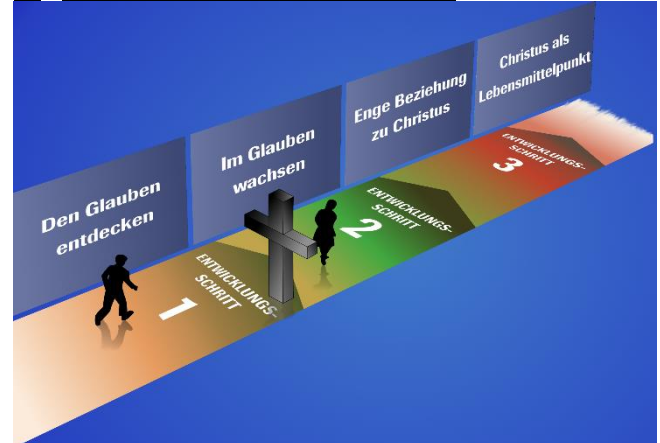 Den Glauben
entdecken
Im Glauben
wachsen
Enge Beziehung
zu Christus
Christus als
Lebensmittelpunkt
ENTWICKLUNGS-
SCHRITT
1
ENTWICKLUNGS-
SCHRITT
2
ENTWICKLUNGS-
SCHRITT
3